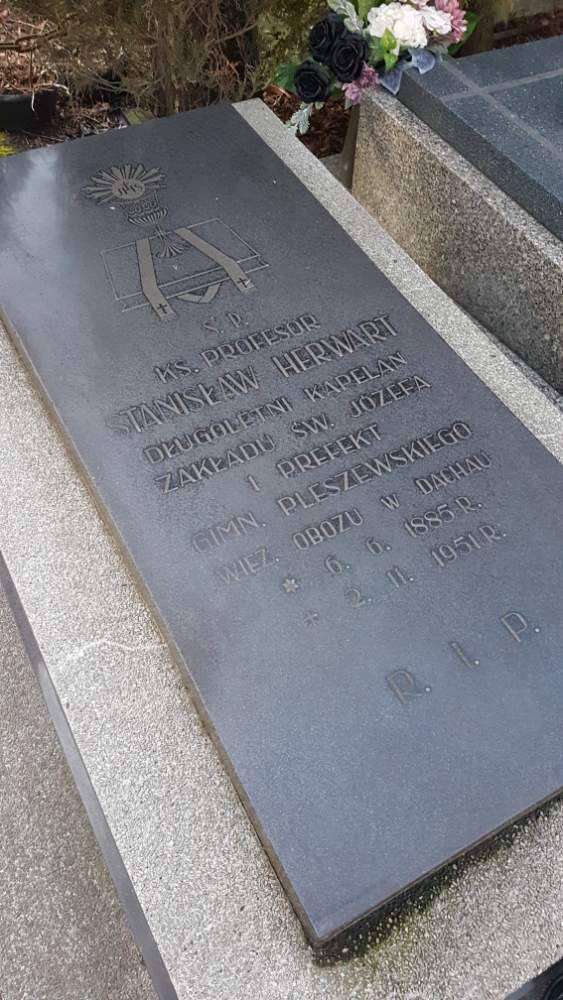 IHS
Ś. P.
KS. PROFESOR
STANISŁAW HERWART
DŁUGOLETNI KAPELAN
ZAKŁADU ŚW. JÓZEFA
I PREFEKT
GIMN. PLESZEWSKIEGO
WIĘŹ. OBOZU W DACHAU
* 6. 6. 1885 R.
+ 2. 11. 1951 R.
R. I. P.